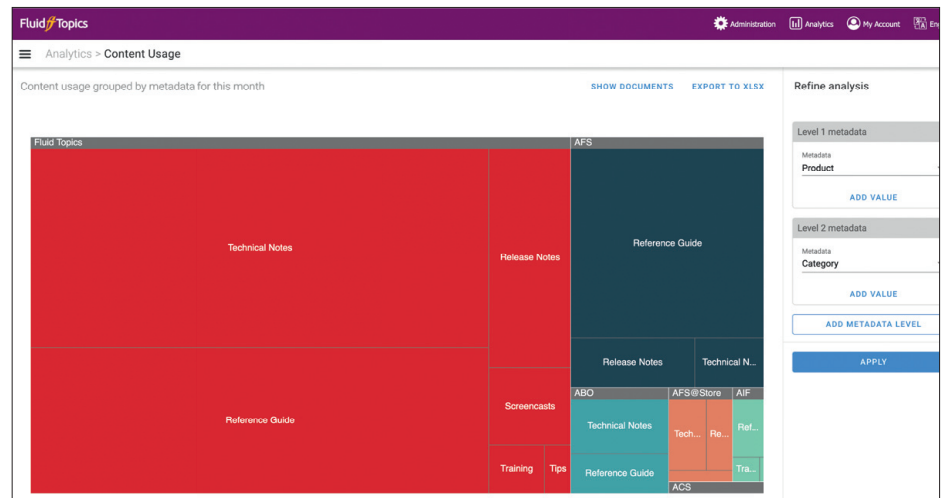 Fluid Topics
Administration
Analytics
My Account
Analytics > Content Usage
Content usage grouped by metadata for this month
SHOW DOCUMENTS
EXPORT TO XLSX
Refine analysis
Fluid Topics
AFS
Technical Notes
Release Notes
Reference Guide
Reference Guide
Screencasts
Training
Tips
Release Notes
Technical N...
ABO
AFS@Store
AIF
Technical Notes
Tech...
Re...
Ref...
Reference Guide
Tra...
ACS
Level 1 metadata
Metadata
Product
ADD VALUE
Level 2 metadata
Metadata
Category
ADD VALUE
ADD METADATA LEVEL
APPLY